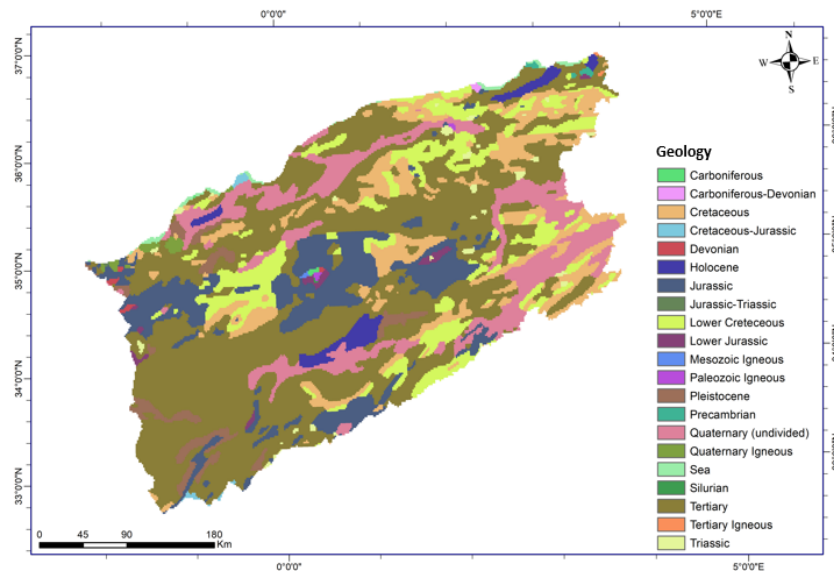 0°0'0" 5°0'0"E
N
W E
S
37°0'0"N
36°0'0"N
35°0'0"N
34°0'0"N
33°0'0"N
Geology
Carboniferous
Carboniferous-Devonian
Cretaceous
Cretaceous-Jurassic
Devonian
Holocene
Jurassic
Jurassic-Triassic
Lower Creteceous
Lower Jurassic
Mesozoic Igneous
Paleozoic Igneous
Pleistocene
Precambrian
Quaternary (undivided)
Quaternary Igneous
Sea
Silurian
Tertiary
Tertiary Igneous
Triassic
0 45 90 180
Km
0°0'0" 5°0'0"E